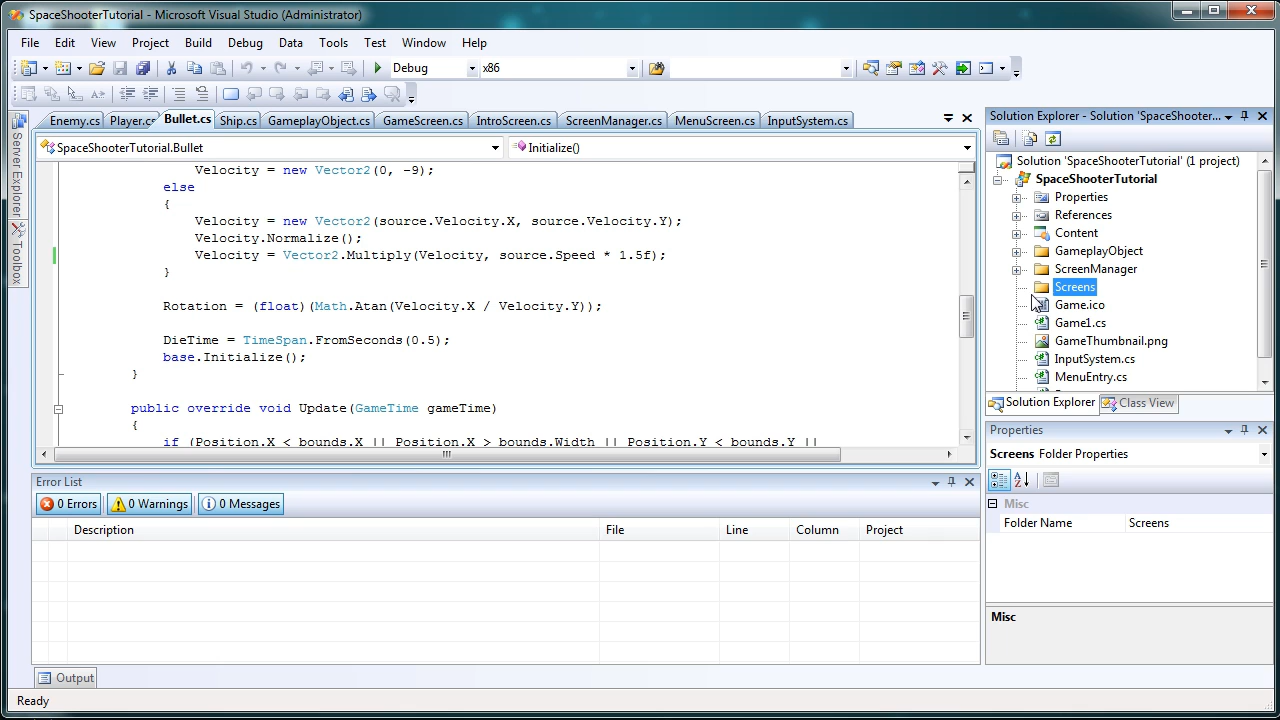 SpaceShooterTutorial - Microsoft Visual Studio (Administrator)
File Edit View Project Build Debug Data Tools Test Window Help
Debug x86
Enemy.cs Player.cs Bullet.cs Ship.cs GameplayObject.cs GameScreen.cs IntroScreen.cs ScreenManager.cs MenuScreen.cs InputSystem.cs
SpaceShooterTutorial.Bullet Initialize()
Velocity = new Vector2(0, -9);
else
{
Velocity = new Vector2(source.Velocity.X, source.Velocity.Y);
Velocity.Normalize();
Velocity = Vector2.Multiply(Velocity, source.Speed * 1.5f);
}
Rotation = (float)(Math.Atan(Velocity.X / Velocity.Y));
DieTime = TimeSpan.FromSeconds(0.5);
base.Initialize();
}
public override void Update(GameTime gameTime)
{
if (Position.X < bounds.X || Position.X > bounds.Width || Position.Y < bounds.Y ||
Server Explorer
Toolbox
Error List
0 Errors 0 Warnings 0 Messages
Description File Line Column Project
Output
Ready
Solution Explorer - Solution 'SpaceShooter...
Solution 'SpaceShooterTutorial' (1 project)
SpaceShooterTutorial
Properties
References
Content
GameplayObject
ScreenManager
Screens
Game.ico
Game1.cs
GameThumbnail.png
InputSystem.cs
MenuEntry.cs
Solution Explorer Class View
Properties
Screens Folder Properties
Misc
Folder Name Screens
Misc